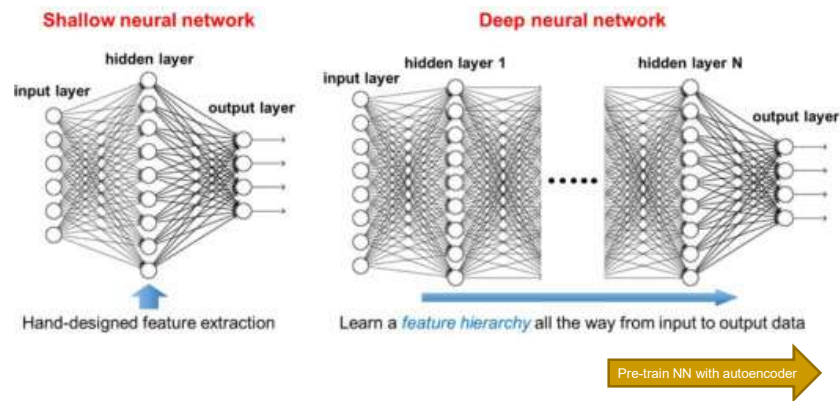 Shallow neural network
hidden layer
input layer
output layer
Hand-designed feature extraction
Deep neural network
hidden layer 1
hidden layer N
input layer
output layer
Learn a feature hierarchy all the way from input to output data
Pre-train NN with autoencoder